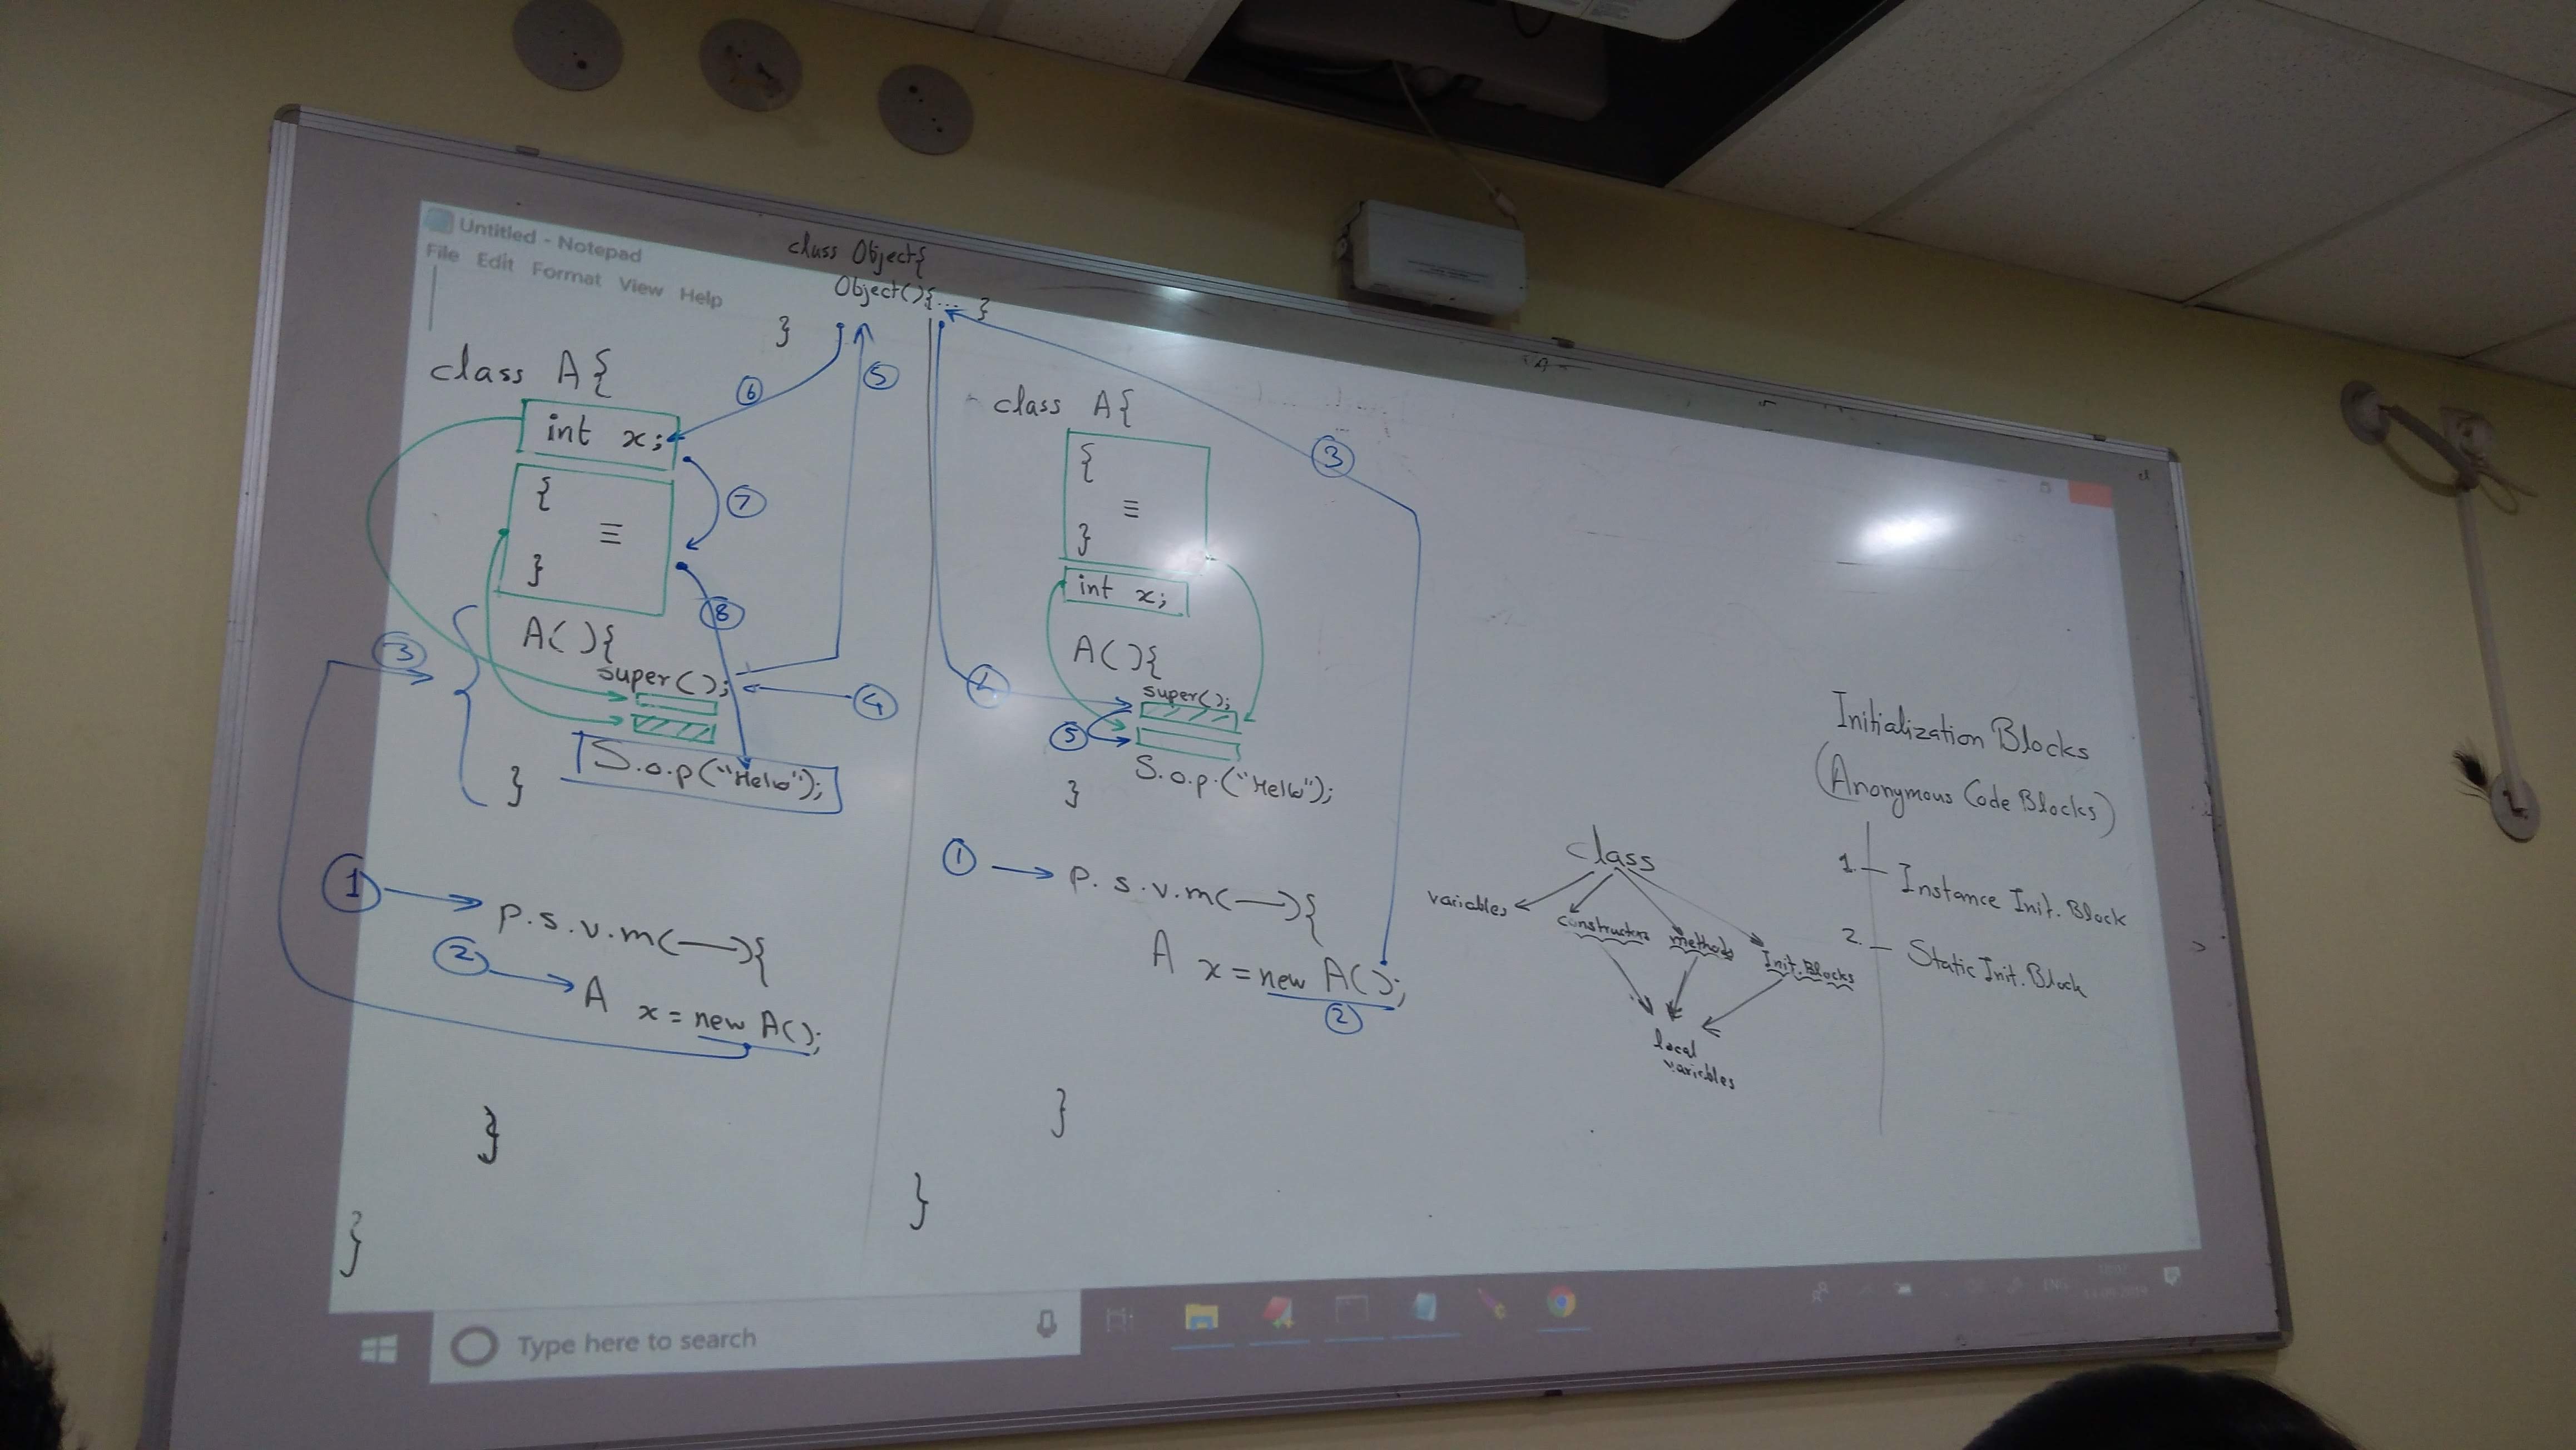 Untitled - Notepad
File Edit Format View Help
class Object{
Object(){... }
}
class A{
int x;
{
≡
}
A(){
super();
S.o.p("Hello");
}
6
5
7
8
3
4
1
p.s.v.m(—){
2
A x = new A();
}
}
class A{
{
≡
}
int x;
A(){
super();
S.o.p.("Hello");
}
3
5
1
p.s.v.m(—){
A x = new A();
2
}
}
class
variables
constructors
methods
Init.Blocks
local
variables
Initialization Blocks
(Anonymous Code Blocks)
1. Instance Init. Block
2. Static Init. Block
Type here to search
ENG